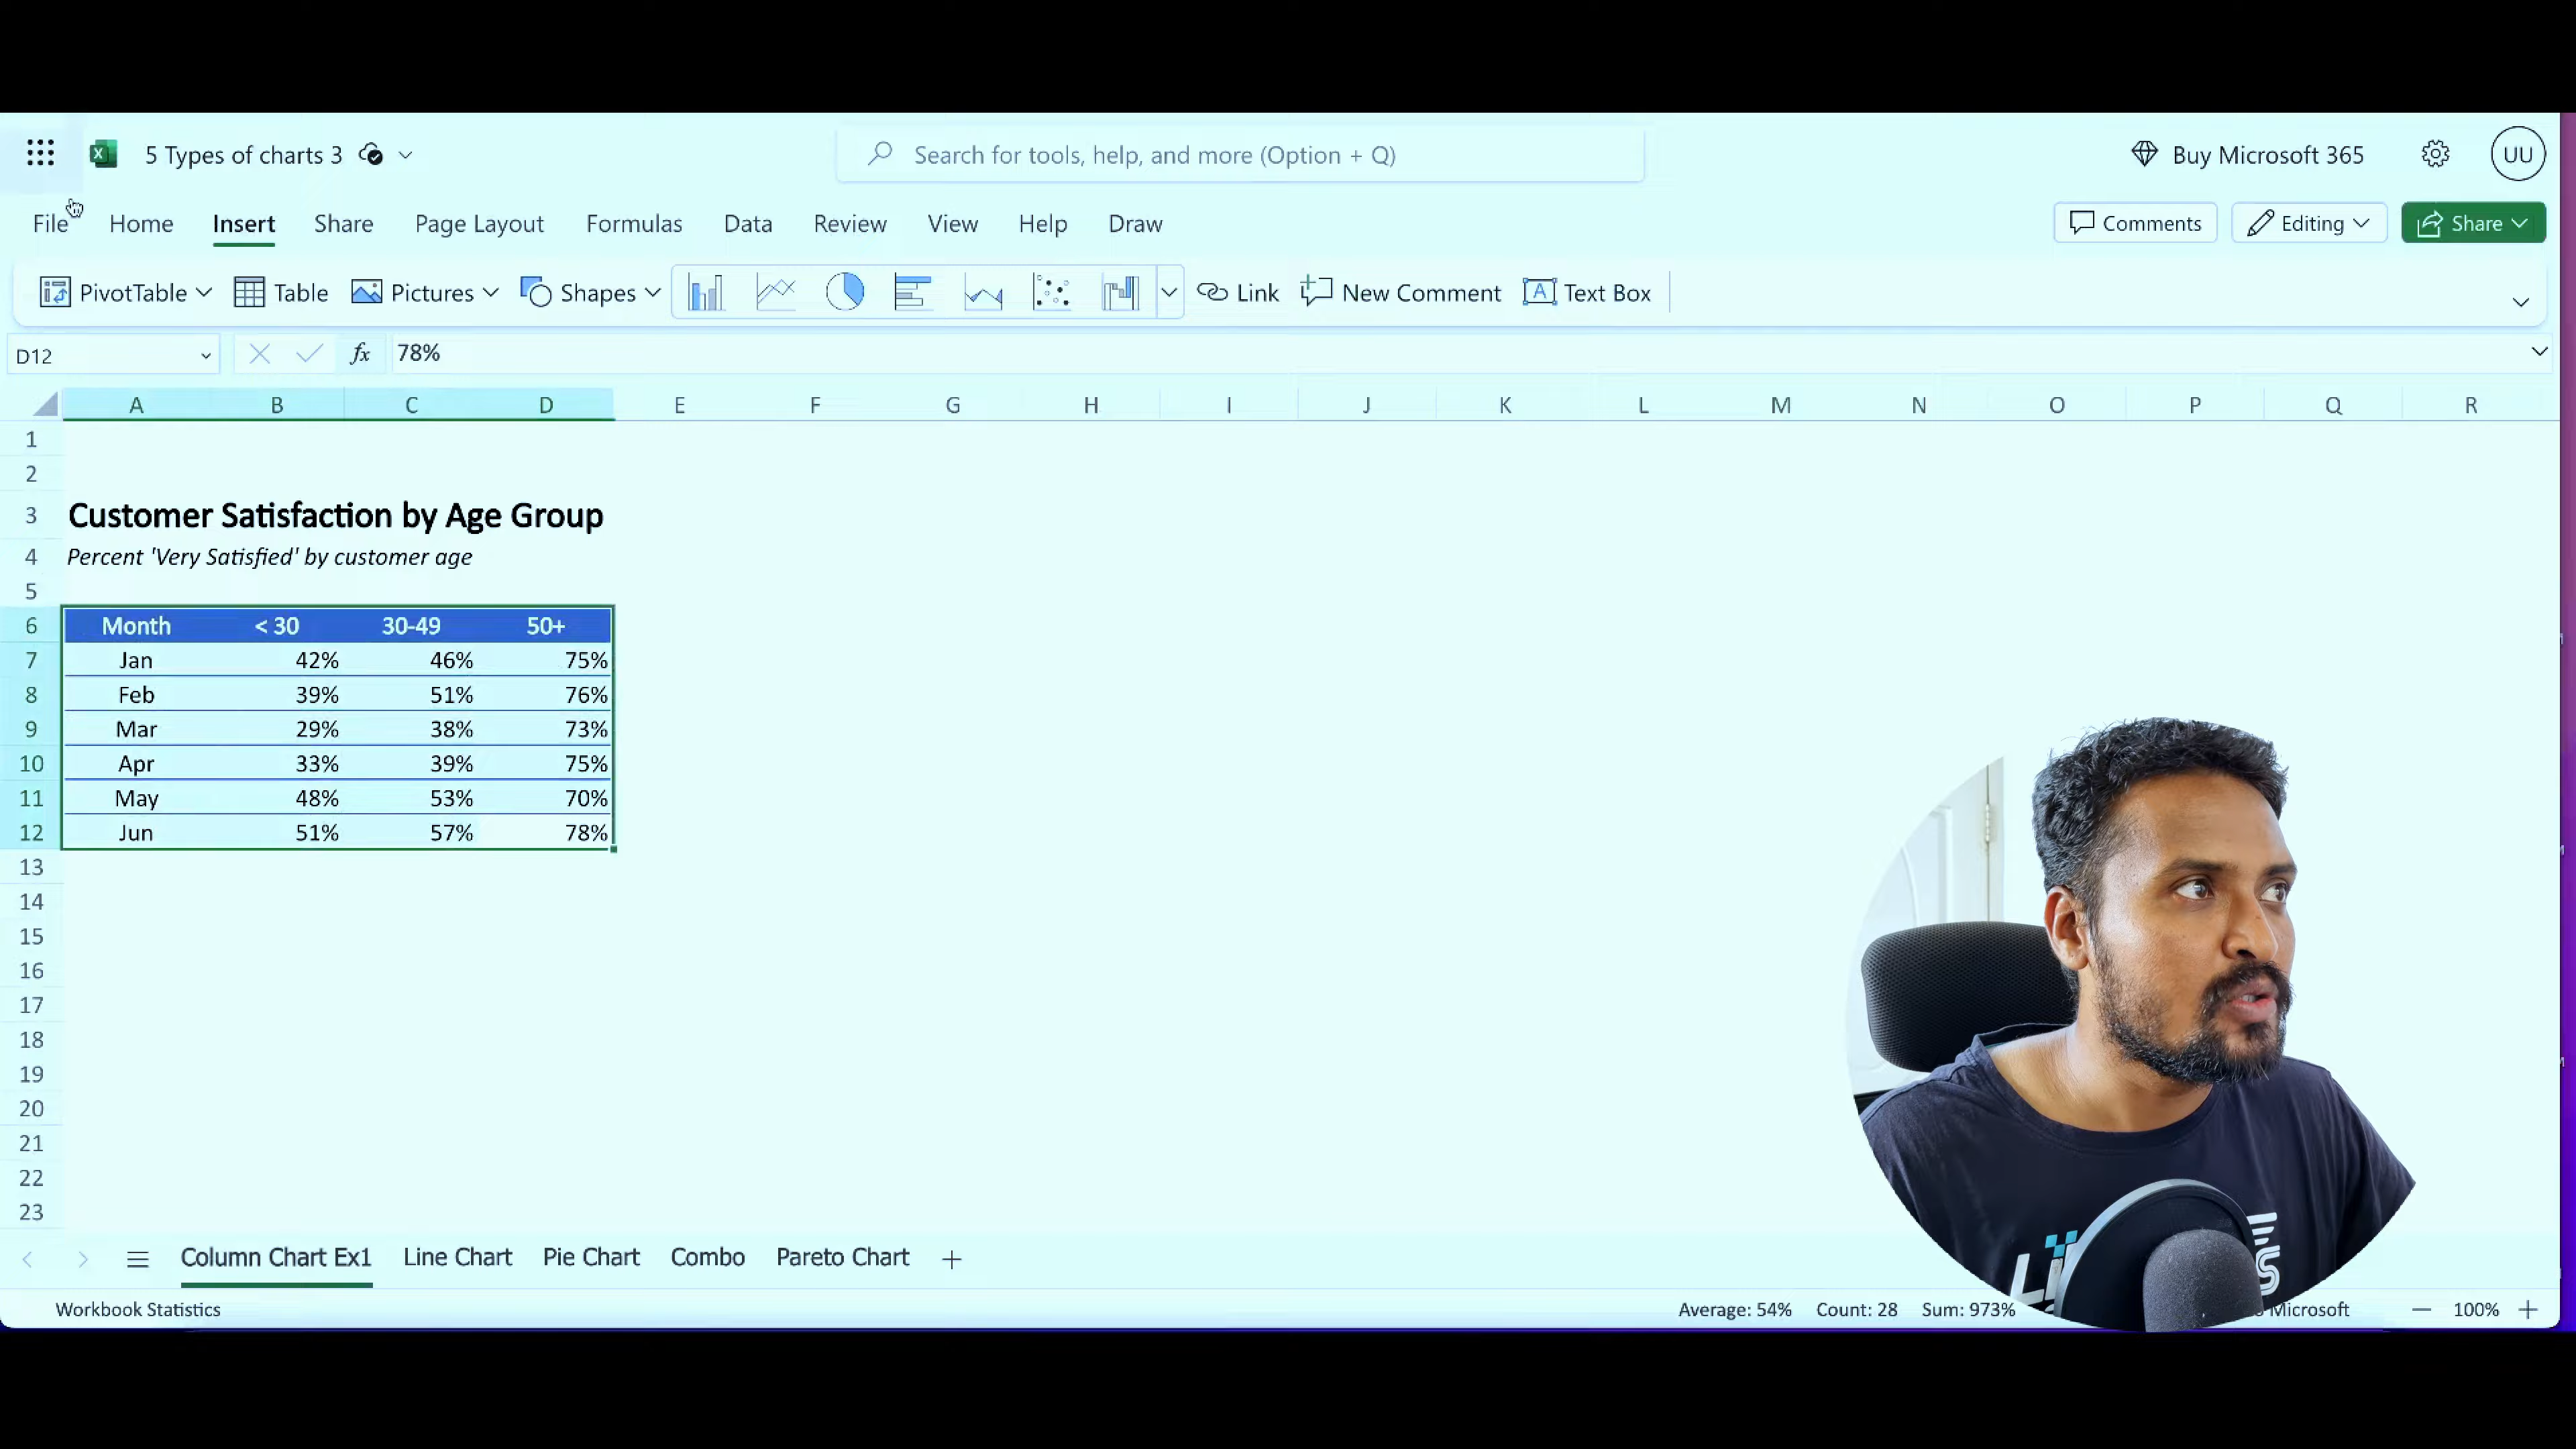 5 Types of charts 3
Search for tools, help, and more (Option + Q)
Buy Microsoft 365
UU
File Home Insert Share Page Layout Formulas Data Review View Help Draw
Comments Editing Share
PivotTable Table Pictures Shapes Link New Comment Text Box
D12 fx 78%
A B C D E F G H I J K L M N O P Q R
1
2
3 Customer Satisfaction by Age Group
4 Percent 'Very Satisfied' by customer age
5
6 Month < 30 30-49 50+
7 Jan 42% 46% 75%
8 Feb 39% 51% 76%
9 Mar 29% 38% 73%
10 Apr 33% 39% 75%
11 May 48% 53% 70%
12 Jun 51% 57% 78%
13
14
15
16
17
18
19
20
21
22
23
Column Chart Ex1 Line Chart Pie Chart Combo Pareto Chart
Workbook Statistics
Average: 54% Count: 28 Sum: 973%
Microsoft
100%